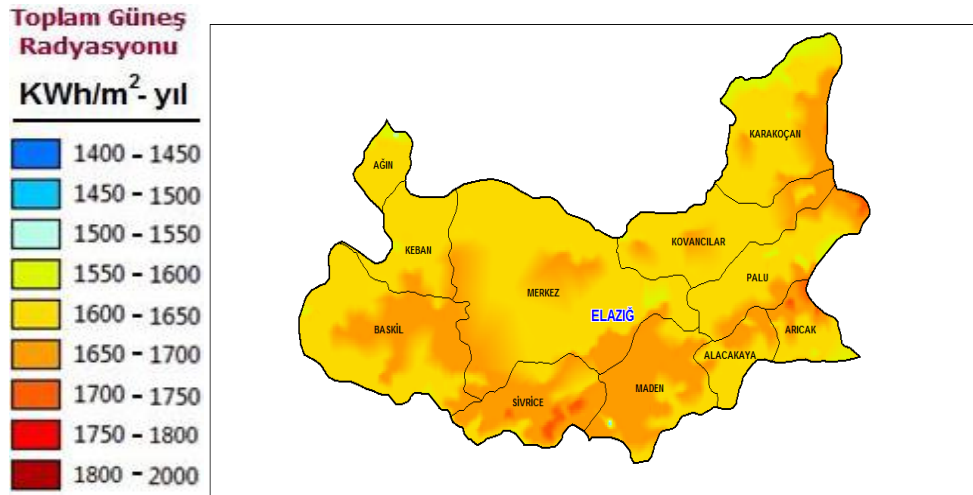 Toplam Güneş
Radyasyonu
KWh/m²- yıl
1400 - 1450
1450 - 1500
1500 - 1550
1550 - 1600
1600 - 1650
1650 - 1700
1700 - 1750
1750 - 1800
1800 - 2000
KARAKOÇAN
AĞIN
KEBAN
KOVANCILAR
PALU
MERKEZ
ELAZIĞ
BASKİL
ARICAK
ALACAKAYA
MADEN
SİVRİCE